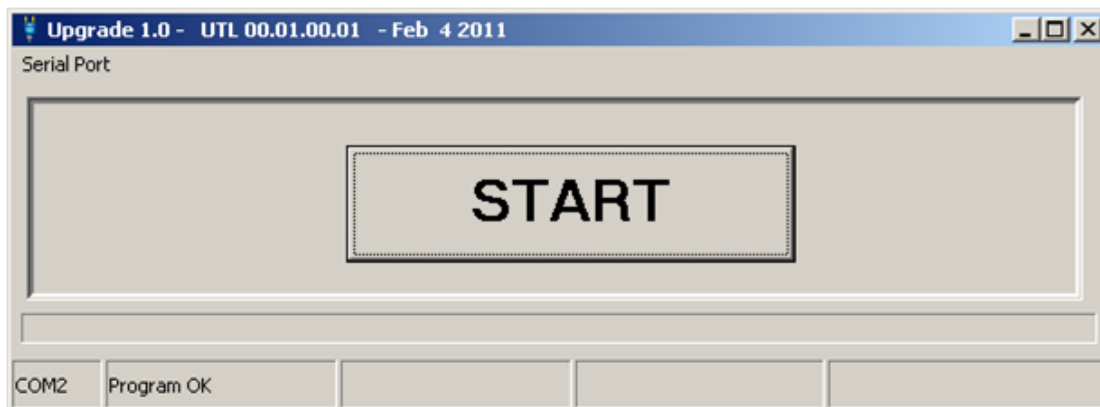 Upgrade 1.0 - UTL 00.01.00.01 - Feb 4 2011
Serial Port
START
COM2 Program OK